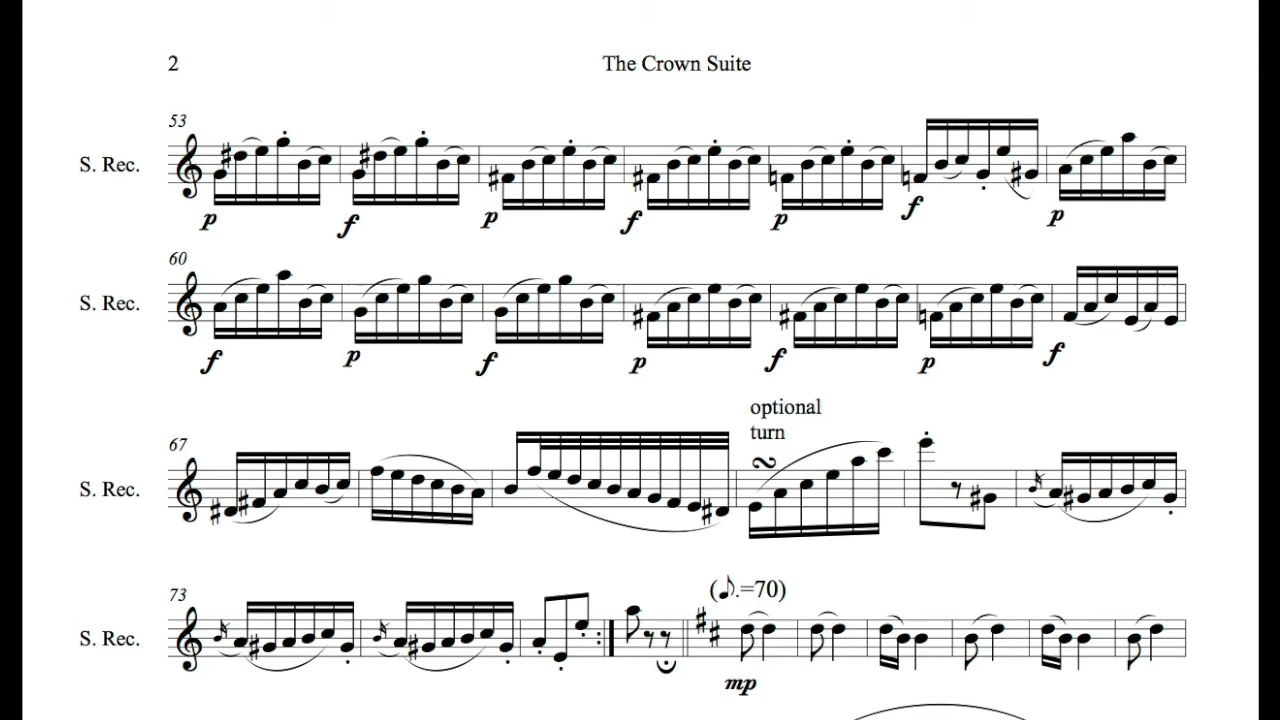 2
The Crown Suite
53
S. Rec.
p f p f p f p
60
S. Rec.
f p f p f p f
optional
turn
67
S. Rec.
73
(♪.=70)
S. Rec.
mp